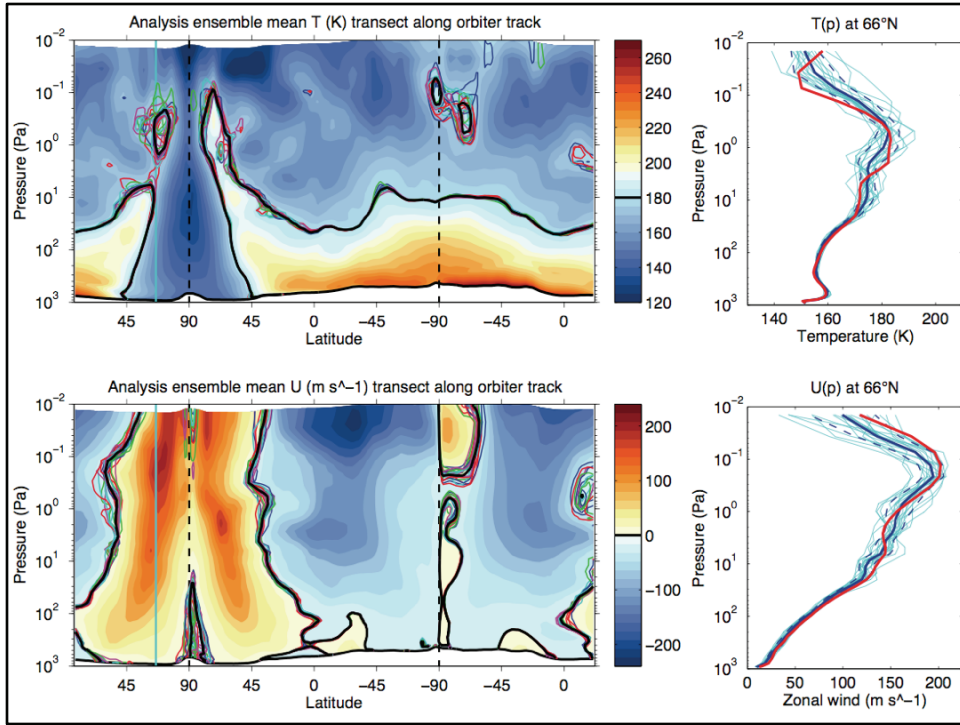 Analysis ensemble mean T (K) transect along orbiter track
T(p) at 66°N
10^−2
10^−1
10^0
10^1
10^2
10^3
Pressure (Pa)
45 90 45 0 −45 −90 −45 0
Latitude
260
240
220
200
180
160
140
120
10^−2
10^−1
10^0
10^1
10^2
10^3
Pressure (Pa)
140 160 180 200
Temperature (K)
Analysis ensemble mean U (m s^−1) transect along orbiter track
U(p) at 66°N
10^−2
10^−1
10^0
10^1
10^2
10^3
Pressure (Pa)
45 90 45 0 −45 −90 −45 0
Latitude
200
100
0
−100
−200
10^−2
10^−1
10^0
10^1
10^2
10^3
Pressure (Pa)
0 50 100 150 200
Zonal wind (m s^−1)